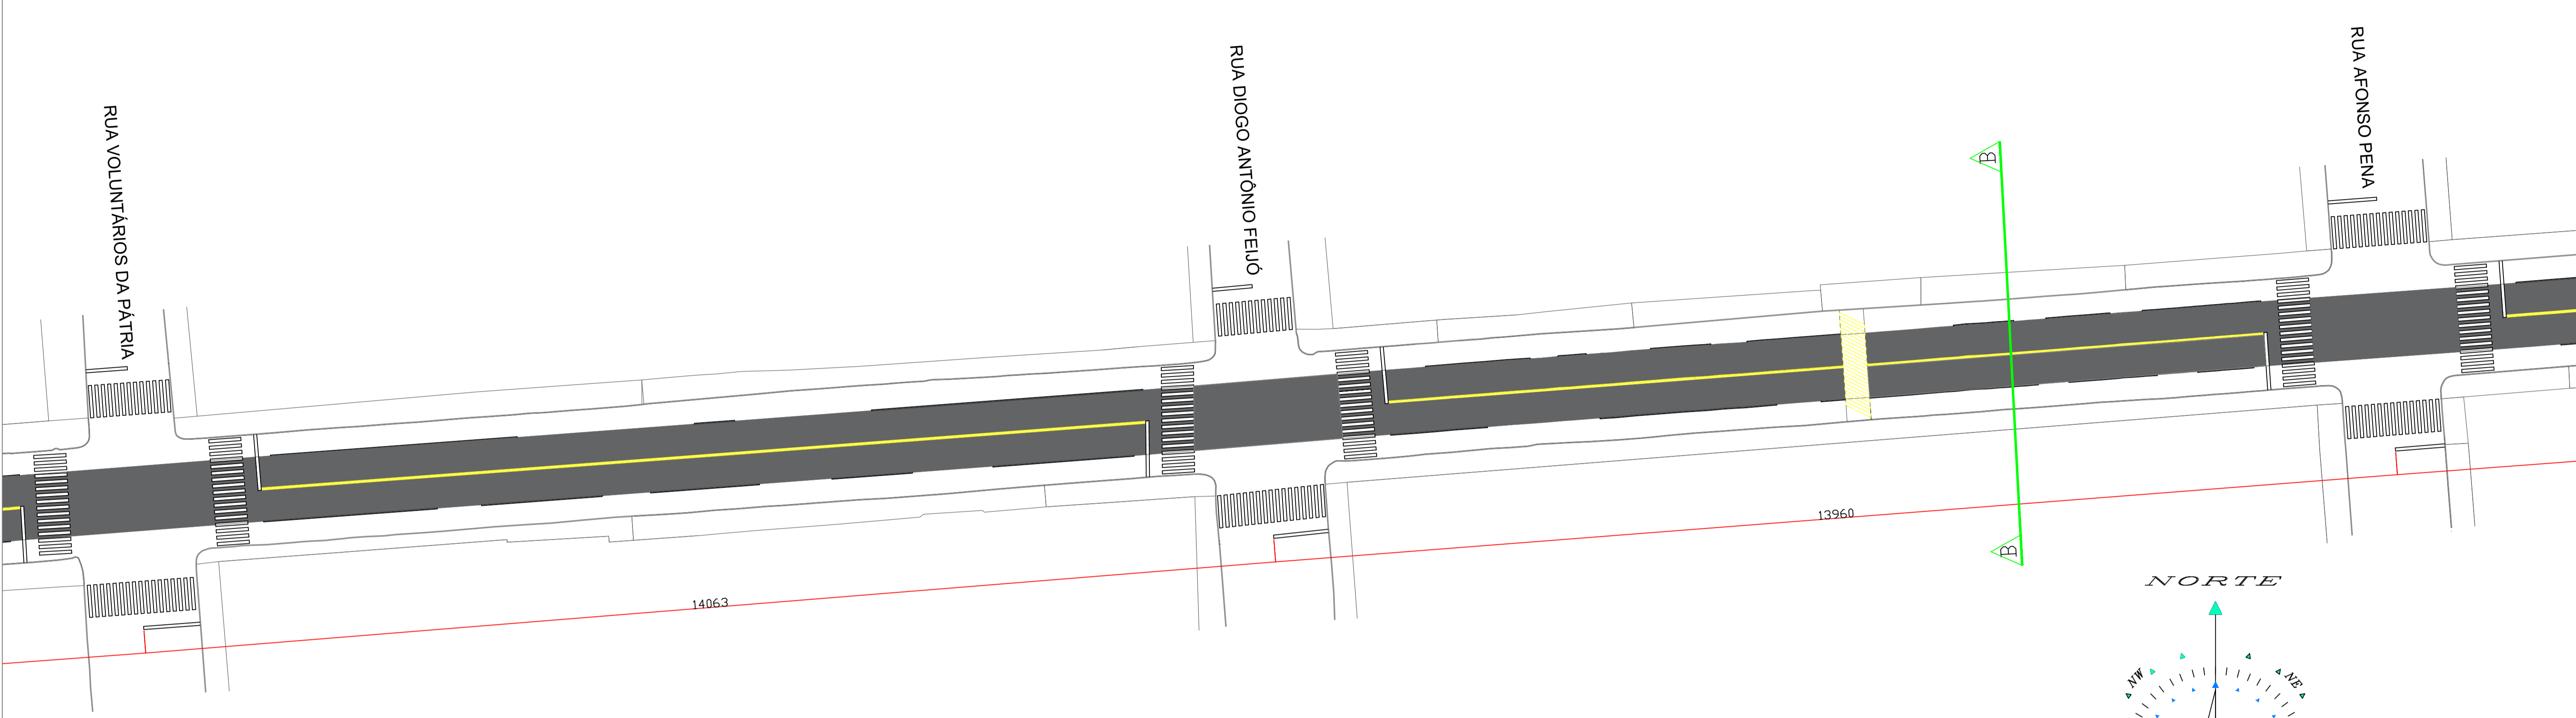 RUA VOLUNTÁRIOS DA PÁTRIA
RUA DIOGO ANTÔNIO FEIJÓ
RUA AFONSO PENA
B
B
13960
14063
NORTE
NW
NE